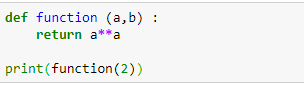 def function (a,b) :
    return a**a
print(function(2))